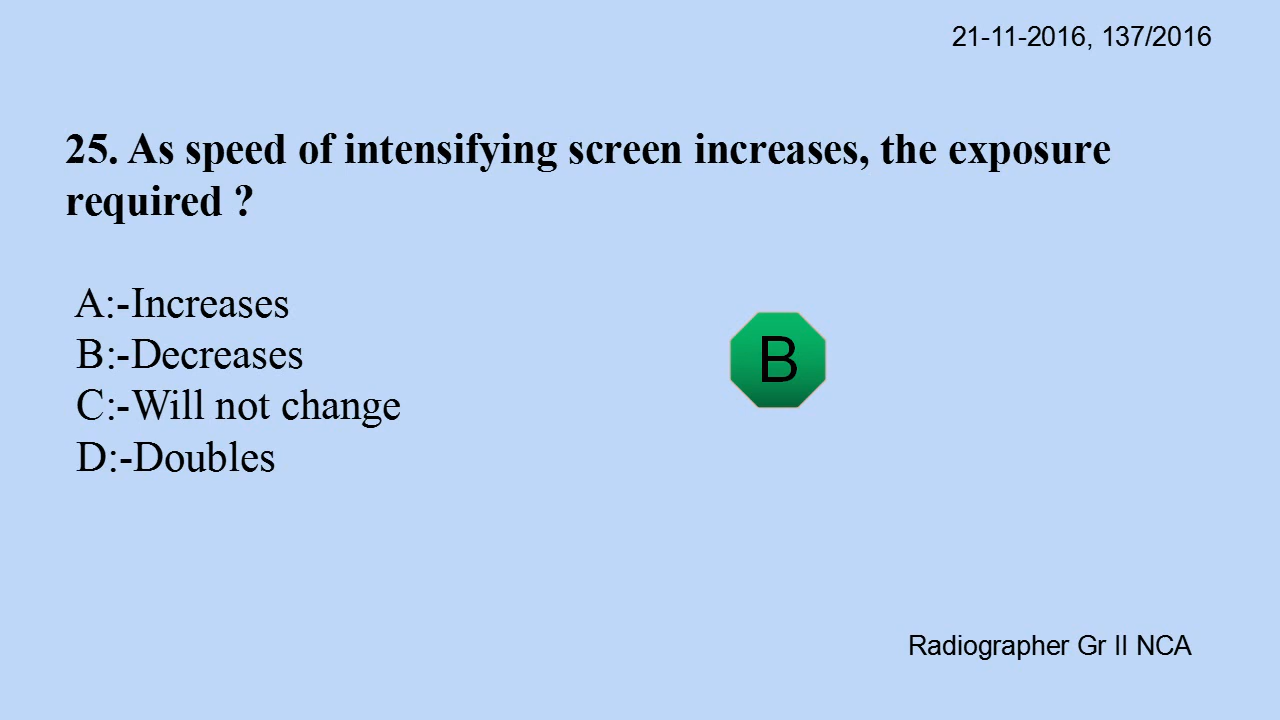 21-11-2016, 137/2016
25. As speed of intensifying screen increases, the exposure
required ?
A:-Increases
B:-Decreases
C:-Will not change
D:-Doubles
B
Radiographer Gr II NCA